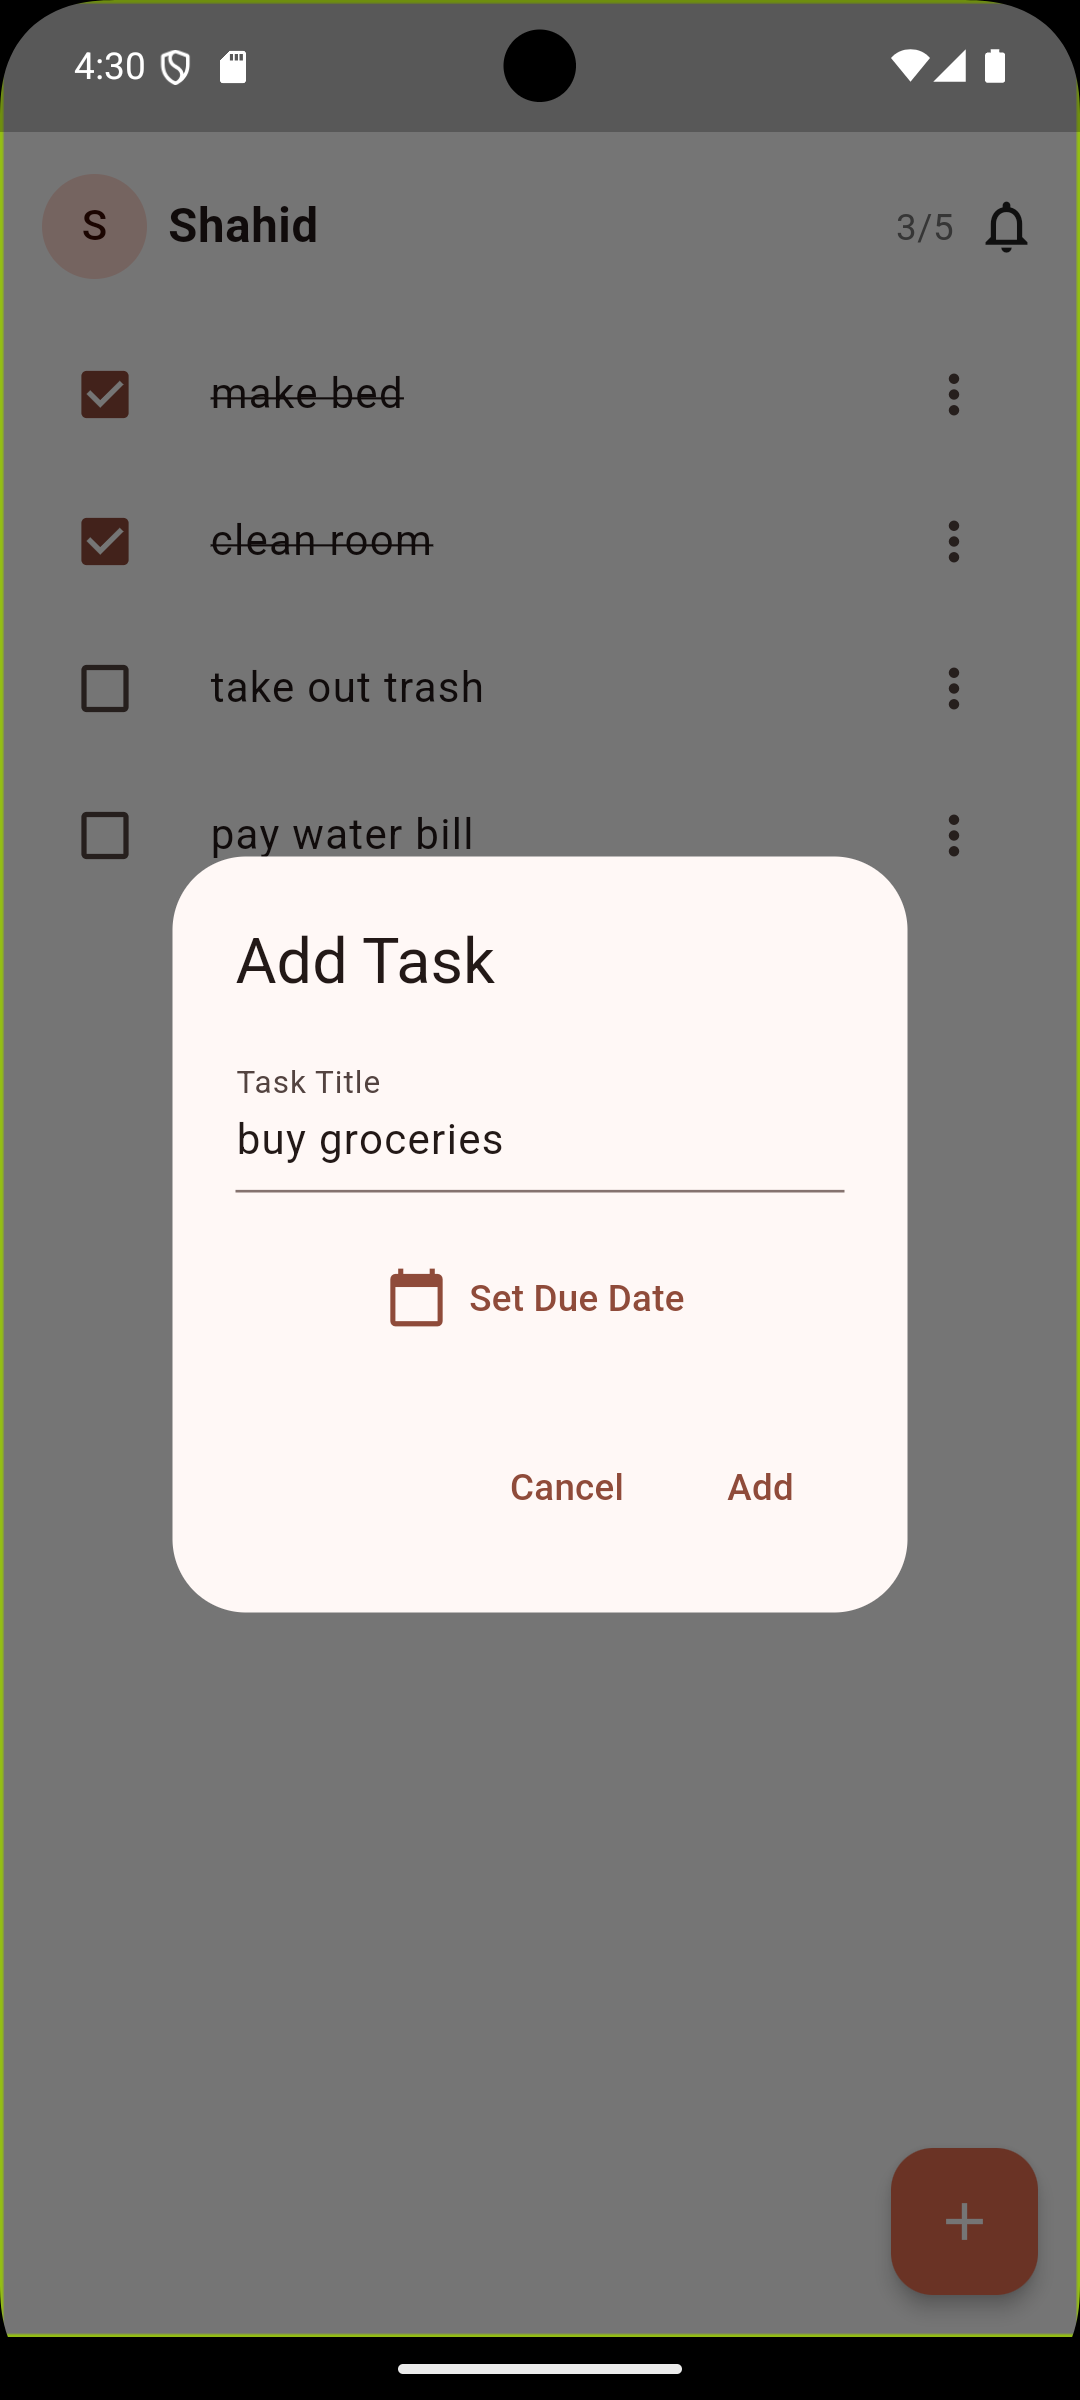 4:30
S Shahid 3/5
make bed
clean room
take out trash
pay water bill
Add Task
Task Title
buy groceries
Set Due Date
Cancel Add